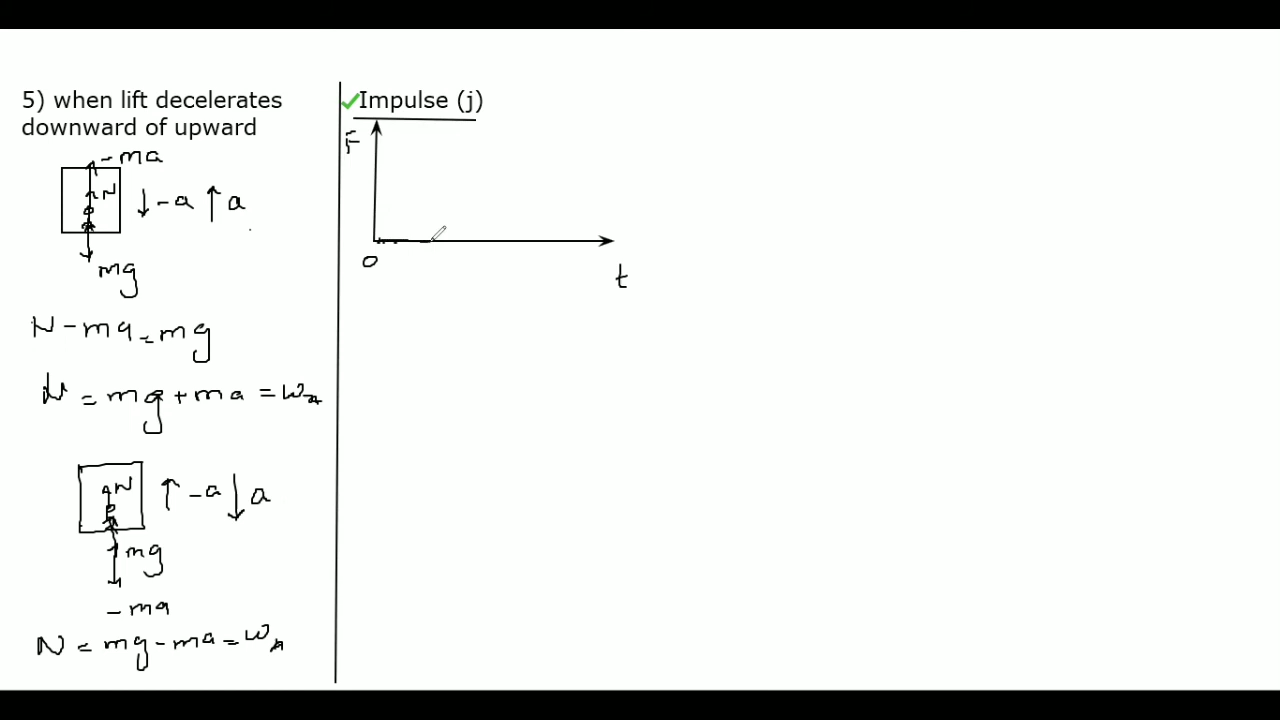 5) when lift decelerates
downward of upward
-ma
N
↓ -a ↑ a
mg
N - ma = mg
N = mg + ma = WA
N
↑ -a ↓ a
mg
- ma
N = mg - ma = WA
✓Impulse (j)
F
O
t